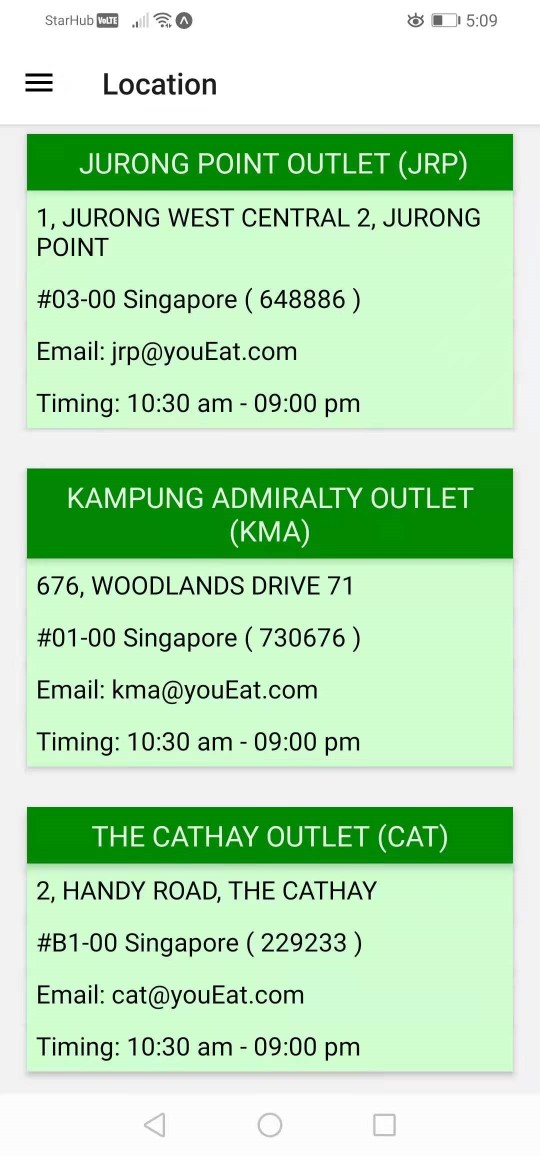 StarHub VoLTE 5:09
Location
JURONG POINT OUTLET (JRP)
1, JURONG WEST CENTRAL 2, JURONG
POINT
#03-00 Singapore ( 648886 )
Email: jrp@youEat.com
Timing: 10:30 am - 09:00 pm
KAMPUNG ADMIRALTY OUTLET
(KMA)
676, WOODLANDS DRIVE 71
#01-00 Singapore ( 730676 )
Email: kma@youEat.com
Timing: 10:30 am - 09:00 pm
THE CATHAY OUTLET (CAT)
2, HANDY ROAD, THE CATHAY
#B1-00 Singapore ( 229233 )
Email: cat@youEat.com
Timing: 10:30 am - 09:00 pm